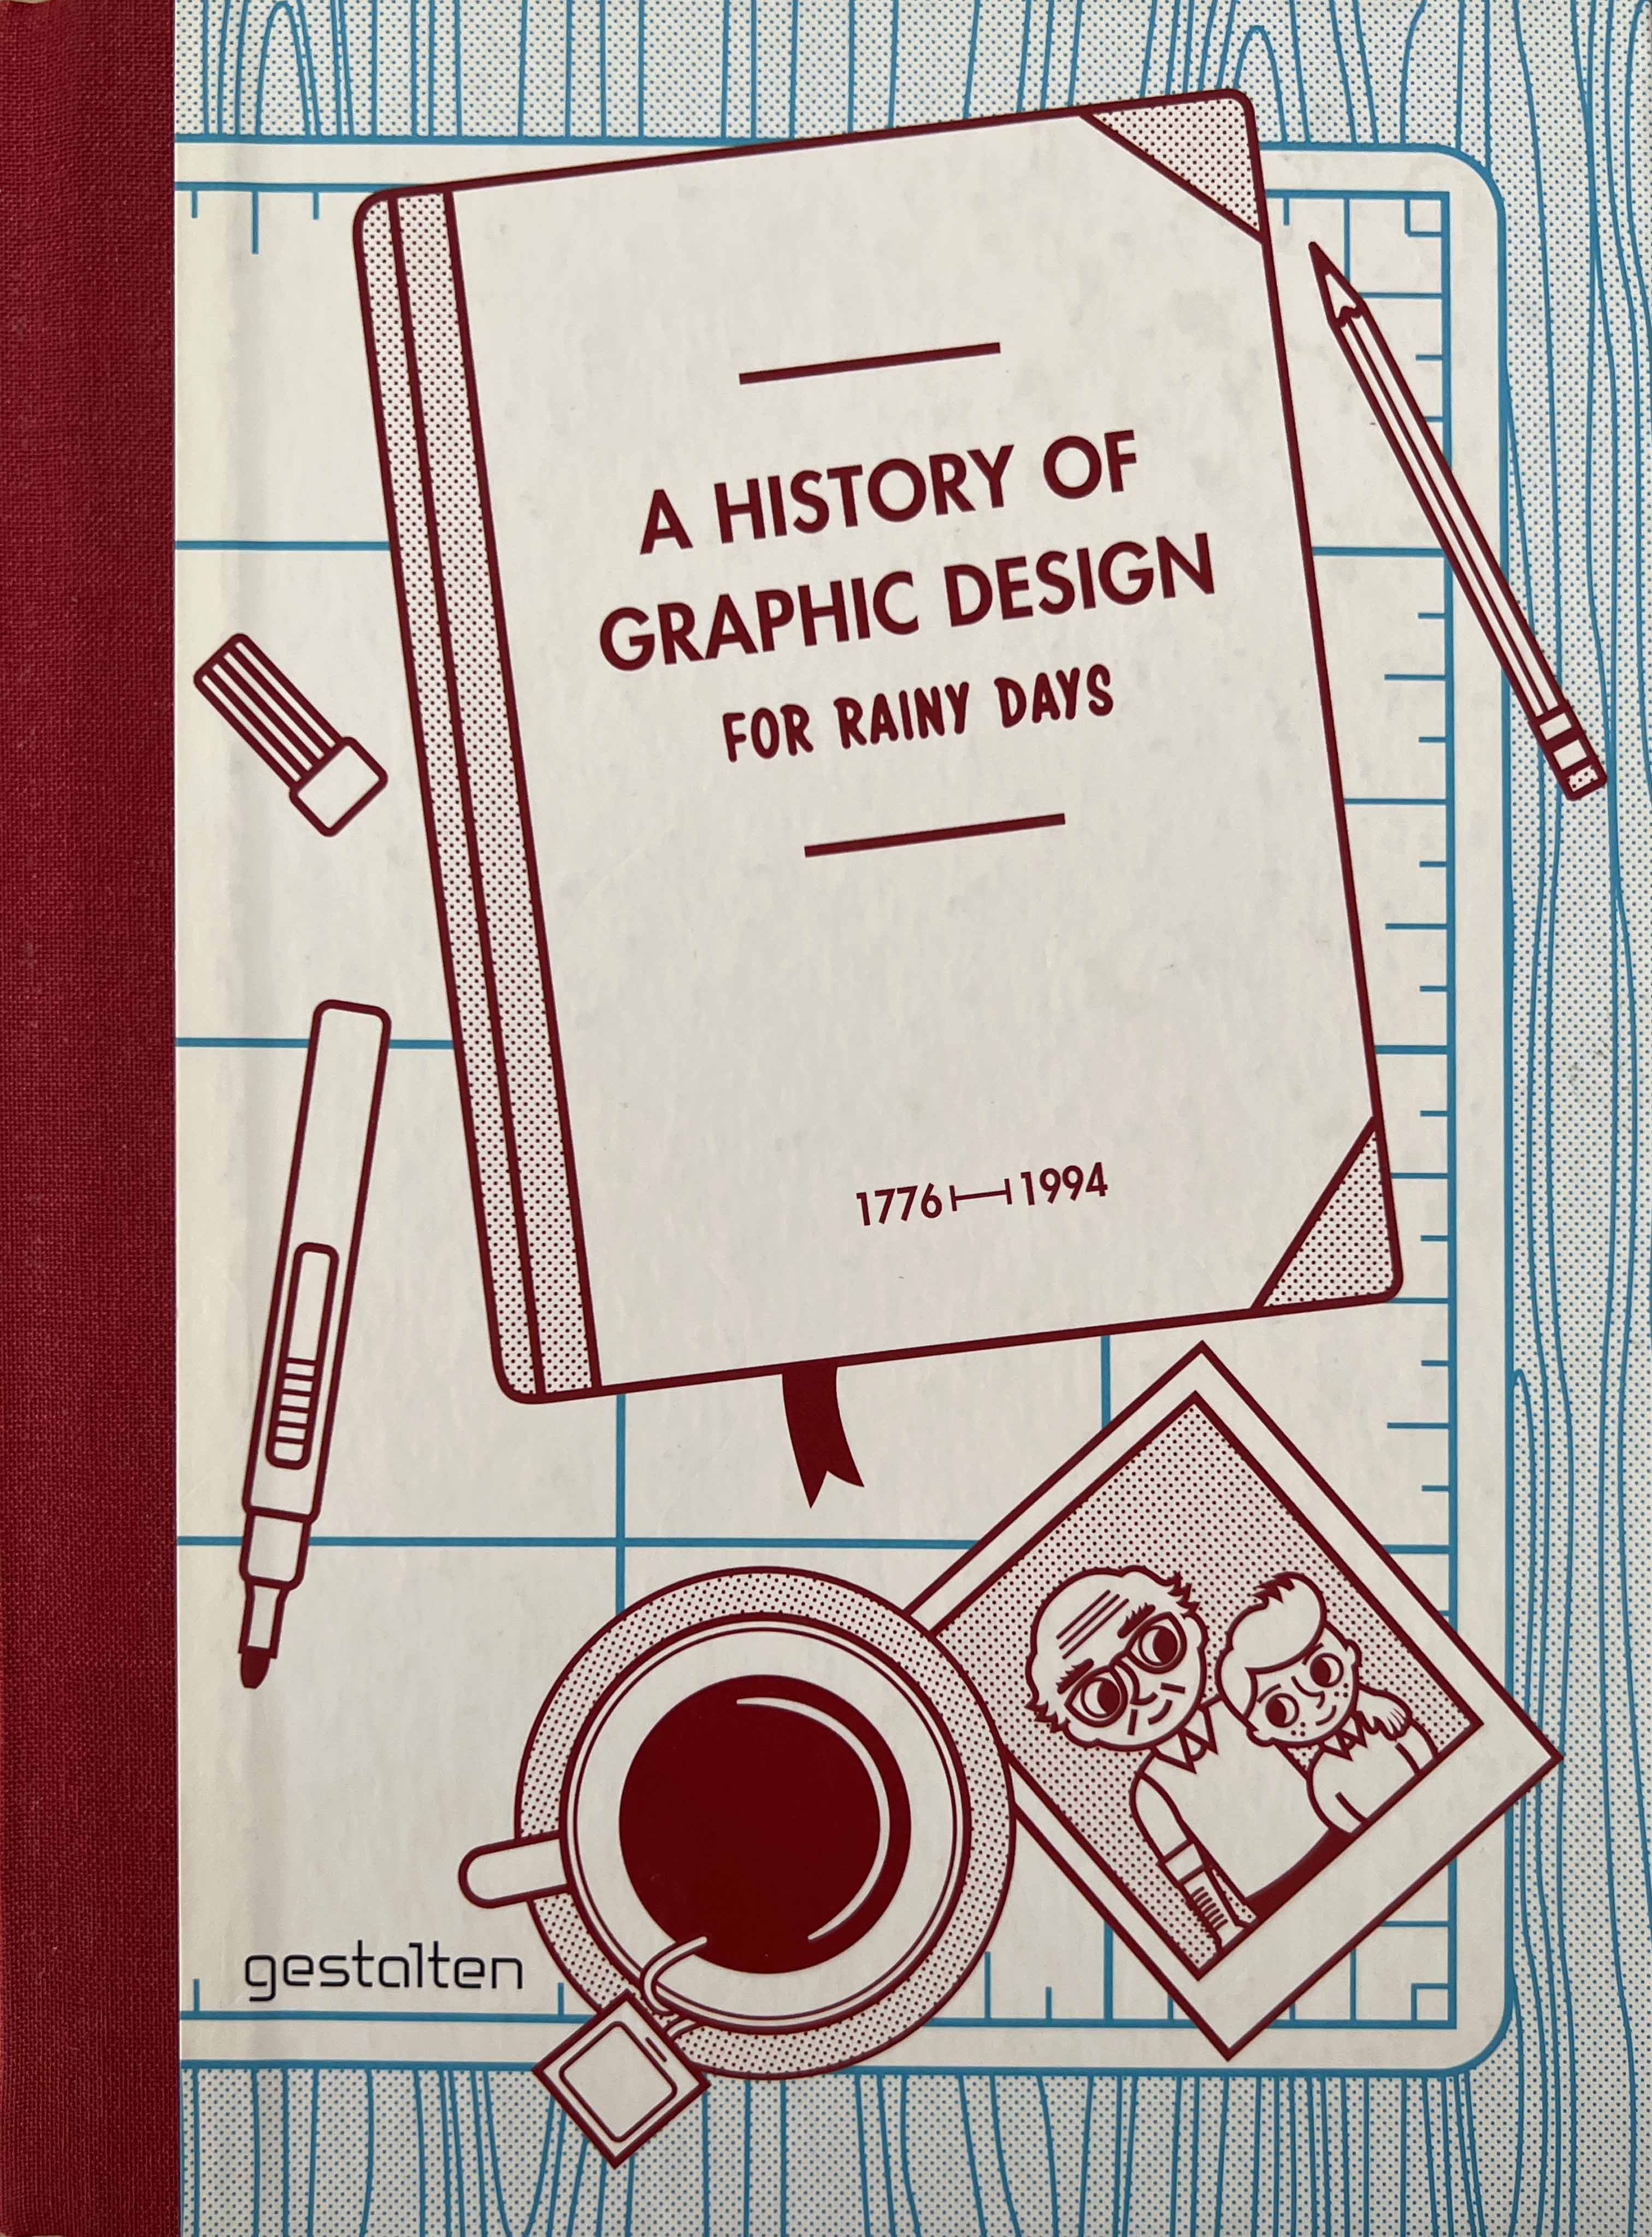 A HISTORY OF
GRAPHIC DESIGN
FOR RAINY DAYS
1776⊢⊣1994
gestalten